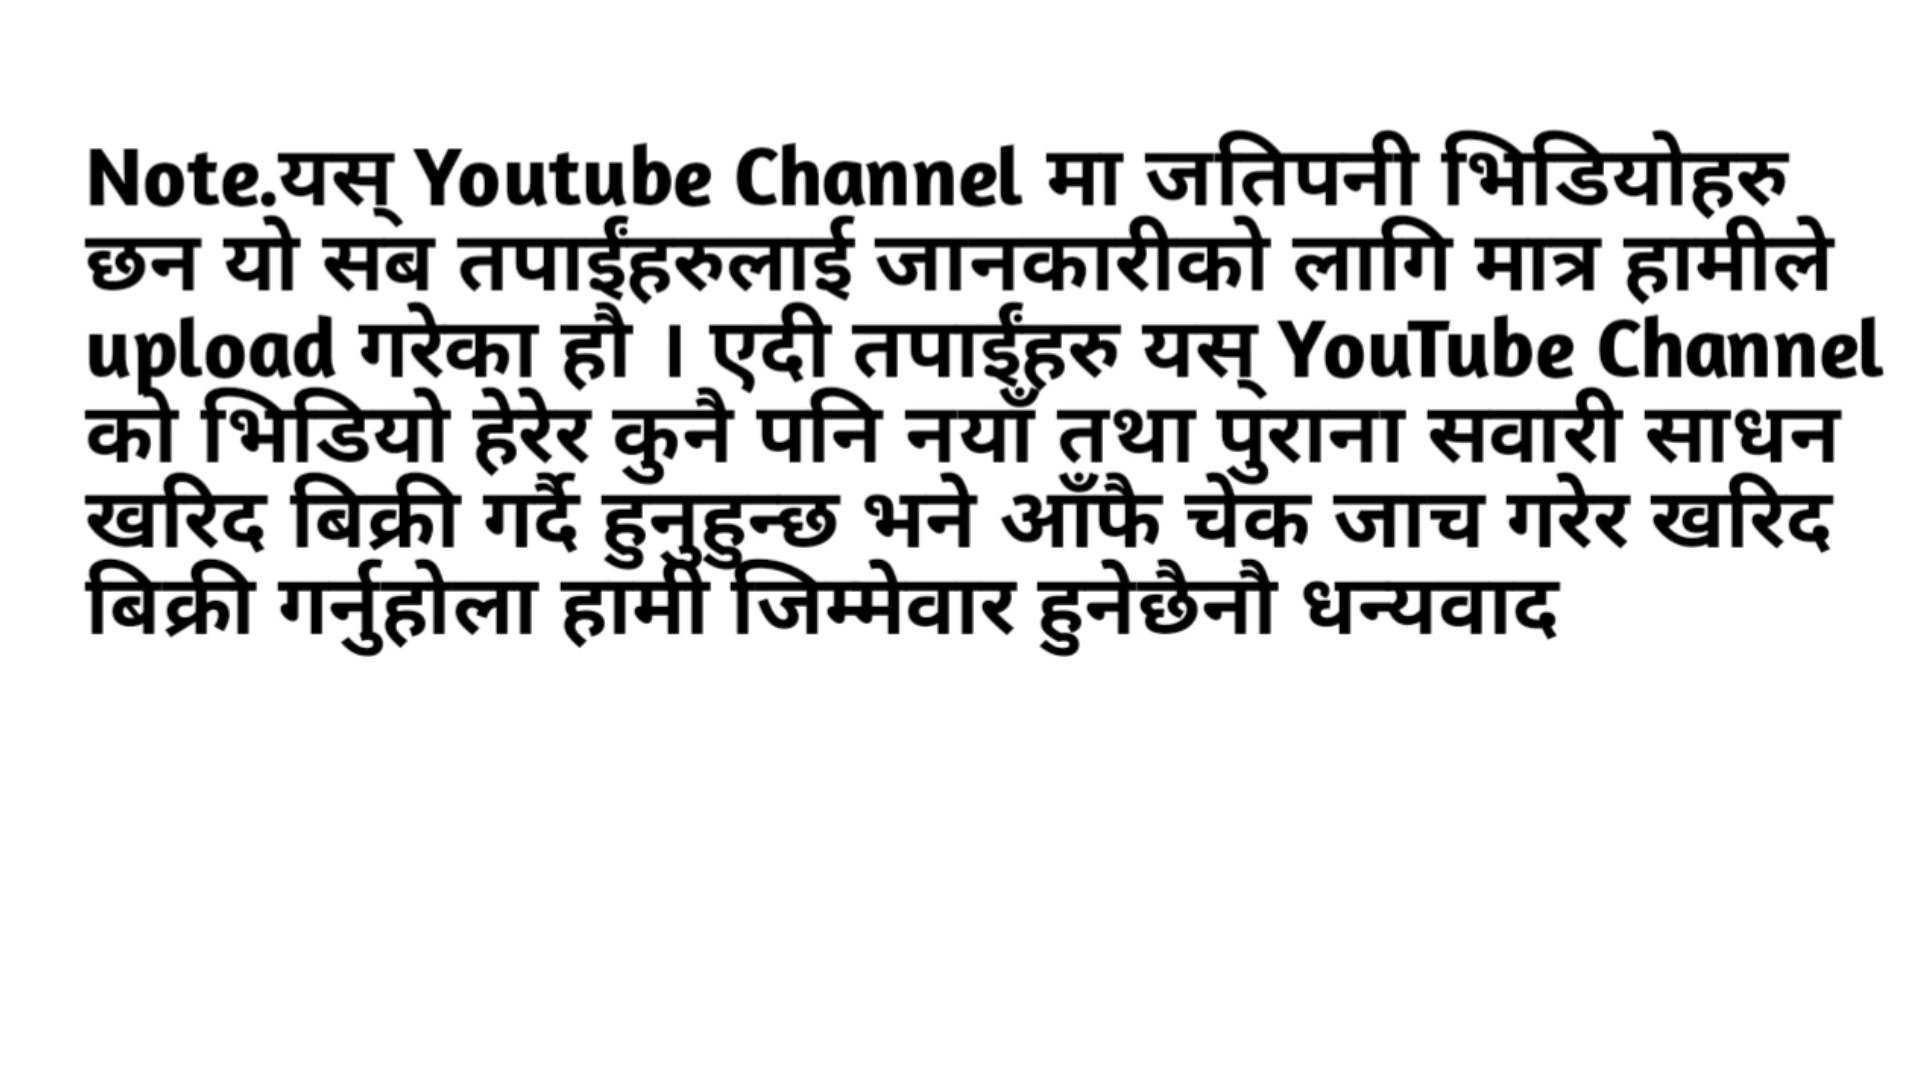 Note.यस् Youtube Channel मा जतिपनी भिडियोहरु
छन यो सब तपाईंहरुलाई जानकारीको लागि मात्र हामीले
upload गरेका हौ । एदी तपाईंहरु यस् YouTube Channel
को भिडियो हेरेर कुनै पनि नयाँ तथा पुराना सवारी साधन
खरिद बिक्री गर्दै हुनुहुन्छ भने आँफै चेक जाच गरेर खरिद
बिक्री गर्नुहोला हामी जिम्मेवार हुनेछैनौ धन्यवाद